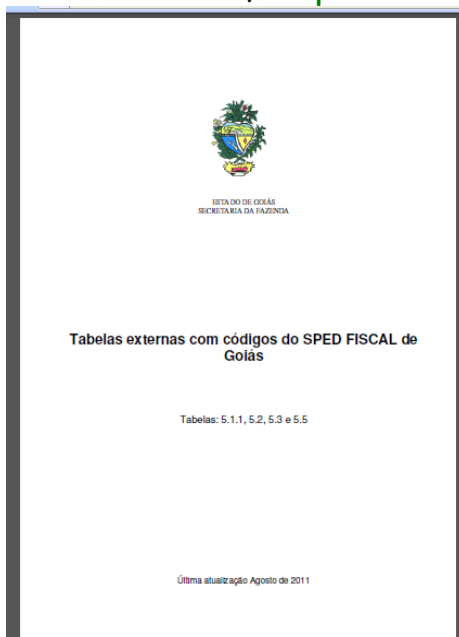 ESTADO DE GOIÁS
SECRETARIA DA FAZENDA
Tabelas externas com códigos do SPED FISCAL de
Goiás
Tabelas: 5.1.1, 5.2, 5.3 e 5.5
Última atualização Agosto de 2011